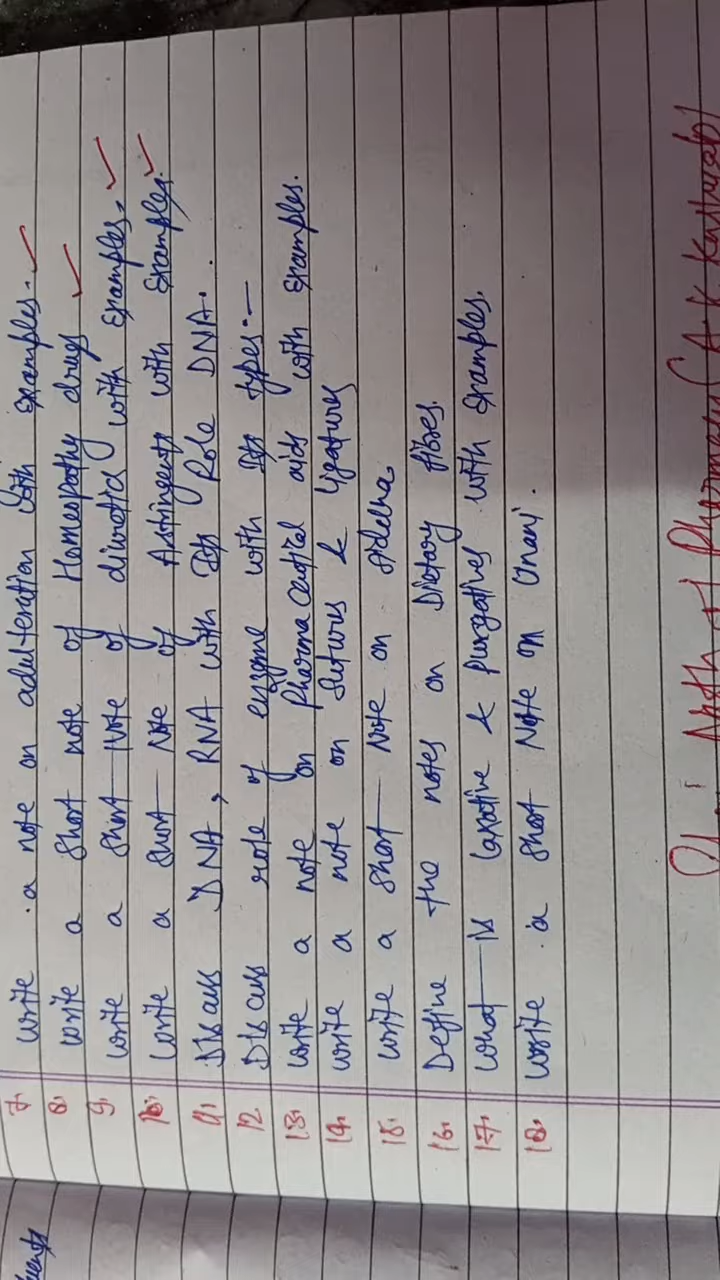 7. write a note on adulteration with examples.
8. write a short note of Homeopathy drugs
9. write a short Note of diuretics with examples.
10. write a short Note of Astringents with examples.
11. Discuss DNA, RNA with Its Role DNA.
12 Discuss role of enzyme with Its types:—
13. write a note on Pharmaceutical aids with examples.
14. write a note on Sutures & ligatures
15. write a short Note on Sidha
16. Define the notes on Dietary fibres.
17. what is laxative & purgatives with examples.
18. write a short Note on Unani.
of Pharmacy